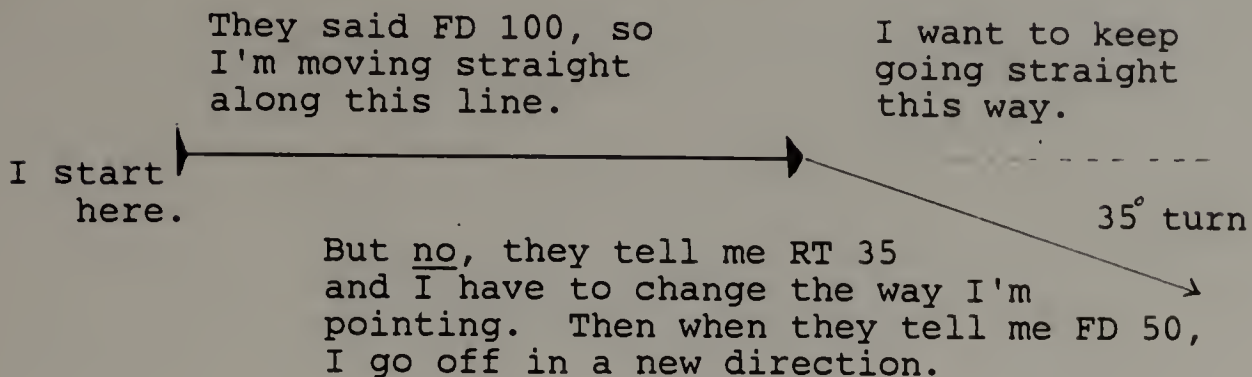 They said FD 100, so
I'm moving straight
along this line.
I want to keep
going straight
this way.
I start
here.
35° turn
But no, they tell me RT 35
and I have to change the way I'm
pointing. Then when they tell me FD 50,
I go off in a new direction.